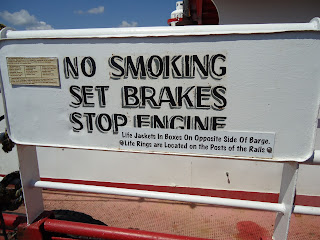 NO SMOKING
SET BRAKES
STOP ENGINE
Life Jackets In Boxes On Opposite Side Of Barge.
Life Rings are Located on the Posts of the Rails